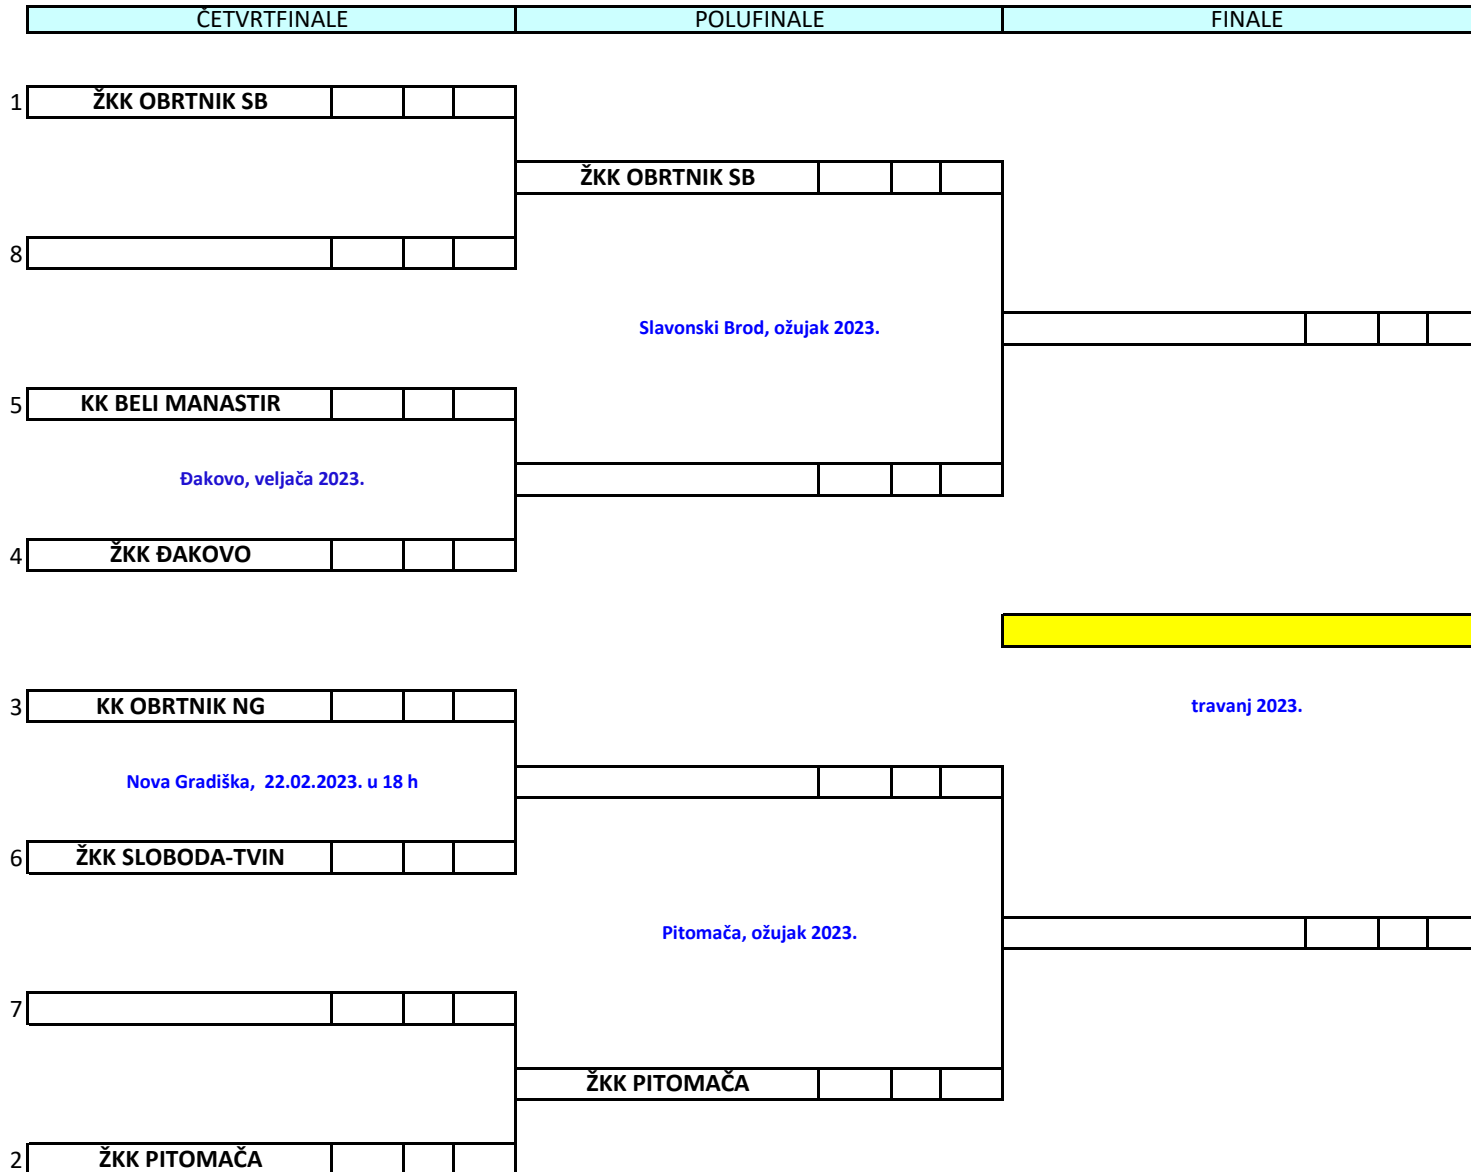 ČETVRTFINALE POLUFINALE FINALE
1 ŽKK OBRTNIK SB
ŽKK OBRTNIK SB
8
Slavonski Brod, ožujak 2023.
5 KK BELI MANASTIR
Đakovo, veljača 2023.
4 ŽKK ĐAKOVO
3 KK OBRTNIK NG
travanj 2023.
Nova Gradiška, 22.02.2023. u 18 h
6 ŽKK SLOBODA-TVIN
Pitomača, ožujak 2023.
7
ŽKK PITOMAČA
2 ŽKK PITOMAČA